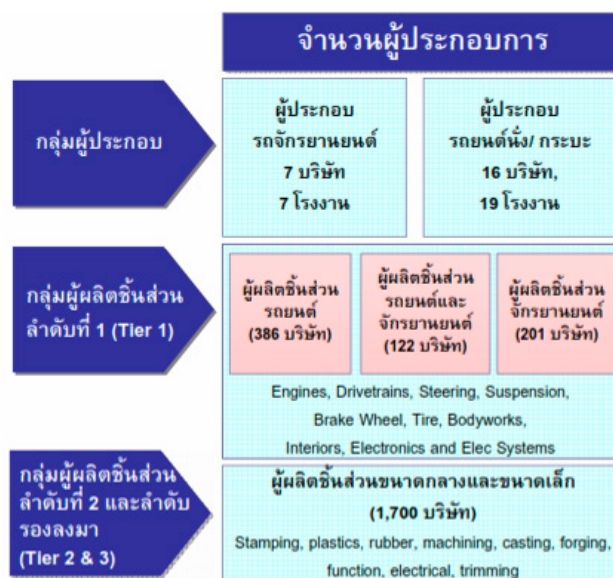 จำนวนผู้ประกอบการ
กลุ่มผู้ประกอบ
ผู้ประกอบ
รถจักรยานยนต์
7 บริษัท
7 โรงงาน
ผู้ประกอบ
รถยนต์นั่ง/ กระบะ
16 บริษัท,
19 โรงงาน
กลุ่มผู้ผลิตชิ้นส่วน
ลำดับที่ 1 (Tier 1)
ผู้ผลิตชิ้นส่วน
รถยนต์
(386 บริษัท)
ผู้ผลิตชิ้นส่วน
รถยนต์และ
จักรยานยนต์
(122 บริษัท)
ผู้ผลิตชิ้นส่วน
จักรยานยนต์
(201 บริษัท)
Engines, Drivetrains, Steering, Suspension,
Brake Wheel, Tire, Bodyworks,
Interiors, Electronics and Elec Systems
กลุ่มผู้ผลิตชิ้นส่วน
ลำดับที่ 2 และลำดับ
รองลงมา
(Tier 2 & 3)
ผู้ผลิตชิ้นส่วนขนาดกลางและขนาดเล็ก
(1,700 บริษัท)
Stamping, plastics, rubber, machining, casting, forging,
function, electrical, trimming